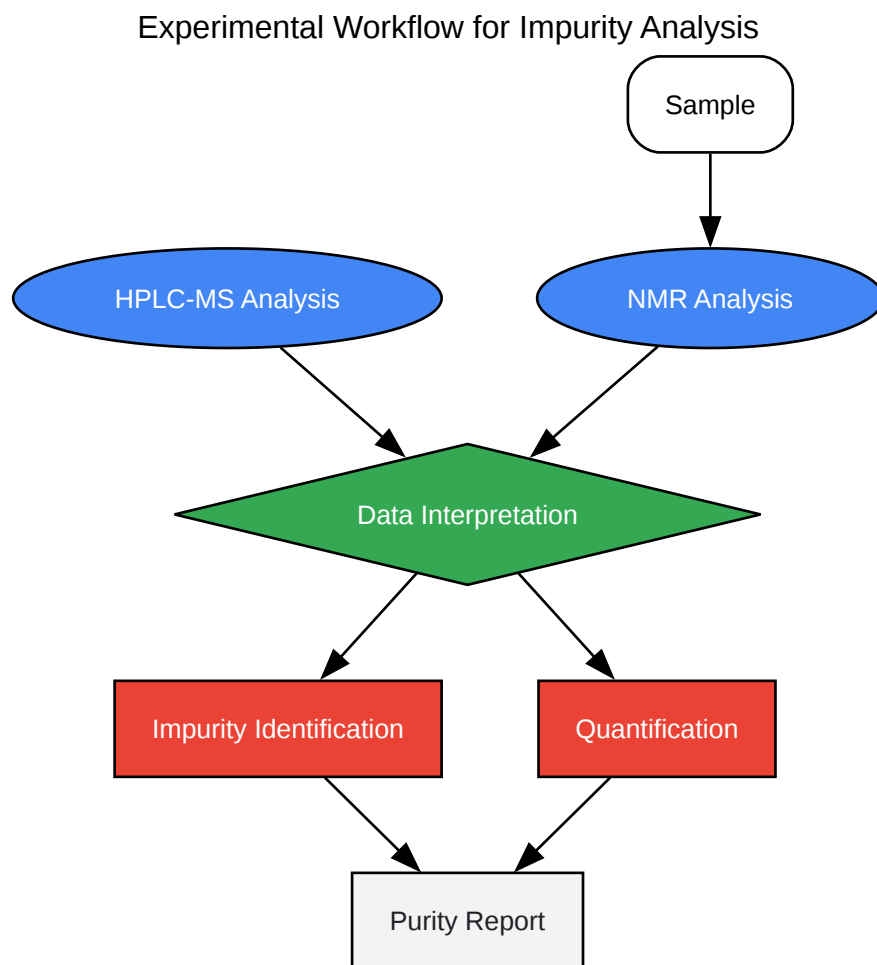 Experimental Workflow for Impurity Analysis
Sample
HPLC-MS Analysis
NMR Analysis
Data Interpretation
Impurity Identification
Quantification
Purity Report